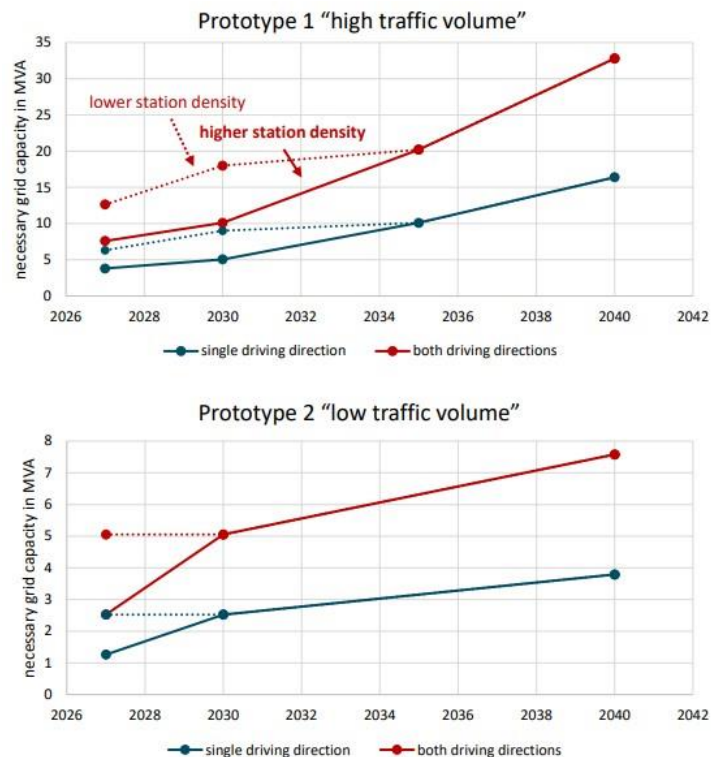 Prototype 1 “high traffic volume”
necessary grid capacity in MVA
35
30
25
20
15
10
5
0
lower station density
higher station density
2026 2028 2030 2032 2034 2036 2038 2040 2042
single driving direction both driving directions
Prototype 2 “low traffic volume”
necessary grid capacity in MVA
8
7
6
5
4
3
2
1
0
2026 2028 2030 2032 2034 2036 2038 2040 2042
single driving direction both driving directions